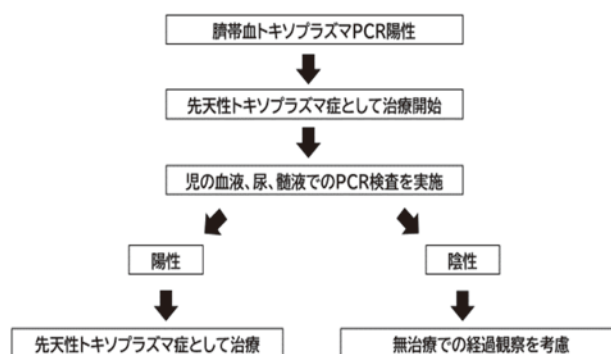 臍帯血トキソプラズマPCR陽性
先天性トキソプラズマ症として治療開始
児の血液、尿、髄液でのPCR検査を実施
陽性
陰性
先天性トキソプラズマ症として治療
無治療での経過観察を考慮